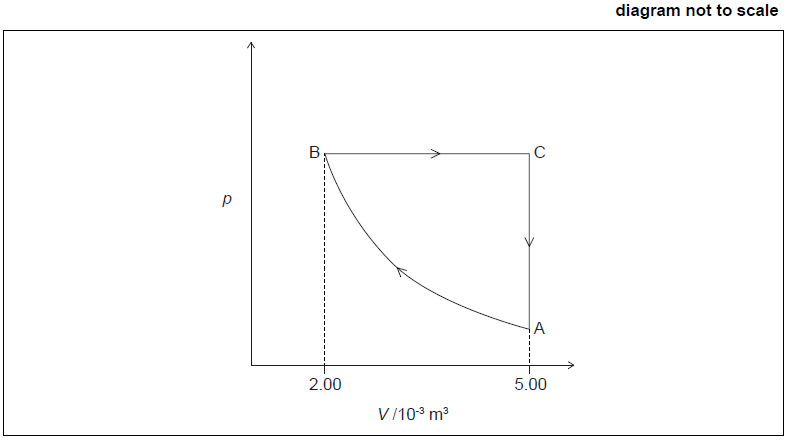 diagram not to scale
B
C
p
A
2.00
5.00
V /10⁻³ m³